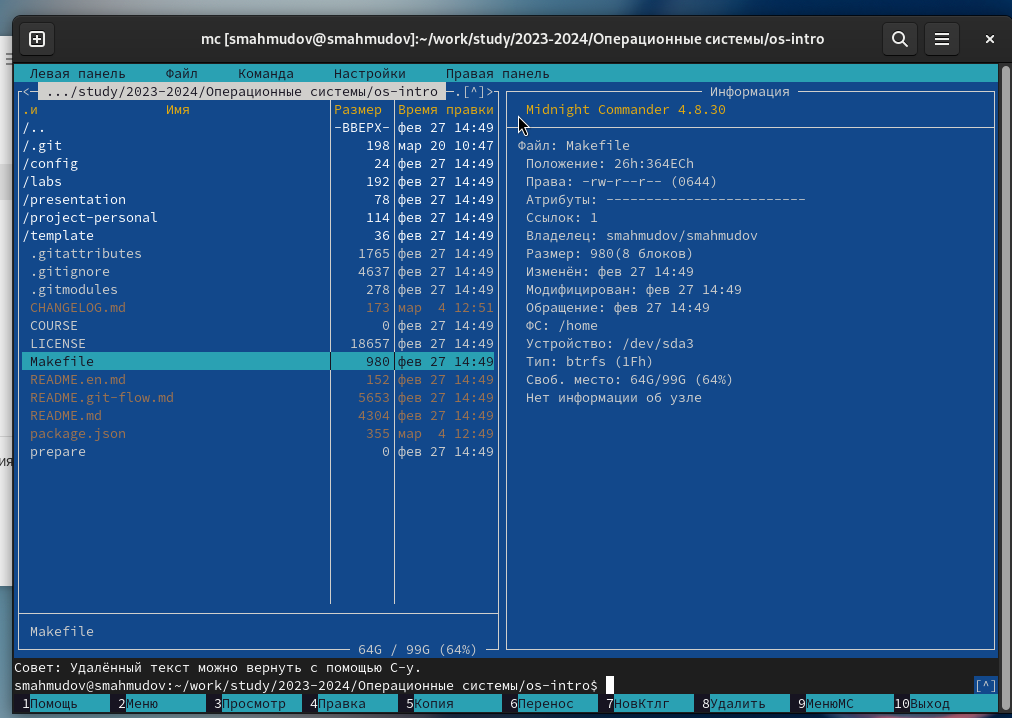 mc [smahmudov@smahmudov]:~/work/study/2023-2024/Операционные системы/os-intro
Левая панель Файл Команда Настройки Правая панель
<─ .../study/2023-2024/Операционные системы/os-intro ─.[^]>
.и Имя Размер Время правки
/.. -ВВЕРХ- фев 27 14:49
/.git 198 мар 20 10:47
/config 24 фев 27 14:49
/labs 192 фев 27 14:49
/presentation 78 фев 27 14:49
/project-personal 114 фев 27 14:49
/template 36 фев 27 14:49
.gitattributes 1765 фев 27 14:49
.gitignore 4637 фев 27 14:49
.gitmodules 278 фев 27 14:49
CHANGELOG.md 173 мар 4 12:51
COURSE 0 фев 27 14:49
LICENSE 18657 фев 27 14:49
Makefile 980 фев 27 14:49
README.en.md 152 фев 27 14:49
README.git-flow.md 5653 фев 27 14:49
README.md 4304 фев 27 14:49
package.json 355 мар 4 12:49
prepare 0 фев 27 14:49
Makefile
64G / 99G (64%)
Информация
Midnight Commander 4.8.30
Файл: Makefile
Положение: 26h:364ECh
Права: -rw-r--r-- (0644)
Атрибуты: -------------------------
Ссылок: 1
Владелец: smahmudov/smahmudov
Размер: 980(8 блоков)
Изменён: фев 27 14:49
Модифицирован: фев 27 14:49
Обращение: фев 27 14:49
ФС: /home
Устройство: /dev/sda3
Тип: btrfs (1Fh)
Своб. место: 64G/99G (64%)
Нет информации об узле
Совет: Удалённый текст можно вернуть с помощью C-y.
smahmudov@smahmudov:~/work/study/2023-2024/Операционные системы/os-intro$ [^]
1Помощь 2Меню 3Просмотр 4Правка 5Копия 6Перенос 7НовКтлг 8Удалить 9МенюМС 10Выход